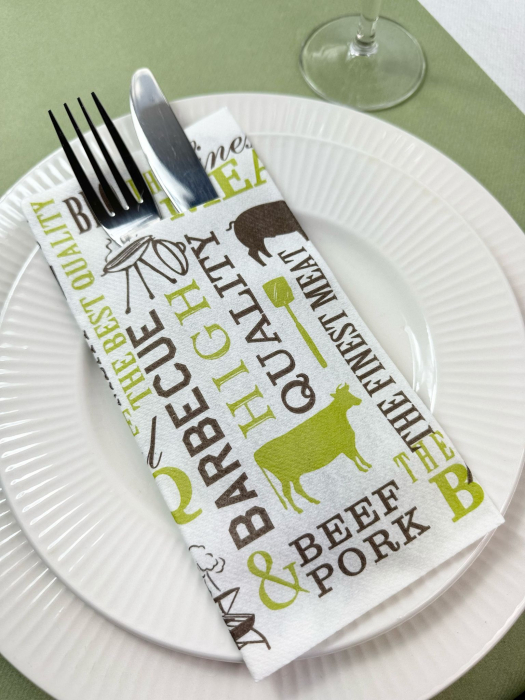 THE BEST QUALITY
BARBECUE
HIGH
QUALITY
THE FINEST MEAT
THE
B
Q
& BEEF
PORK